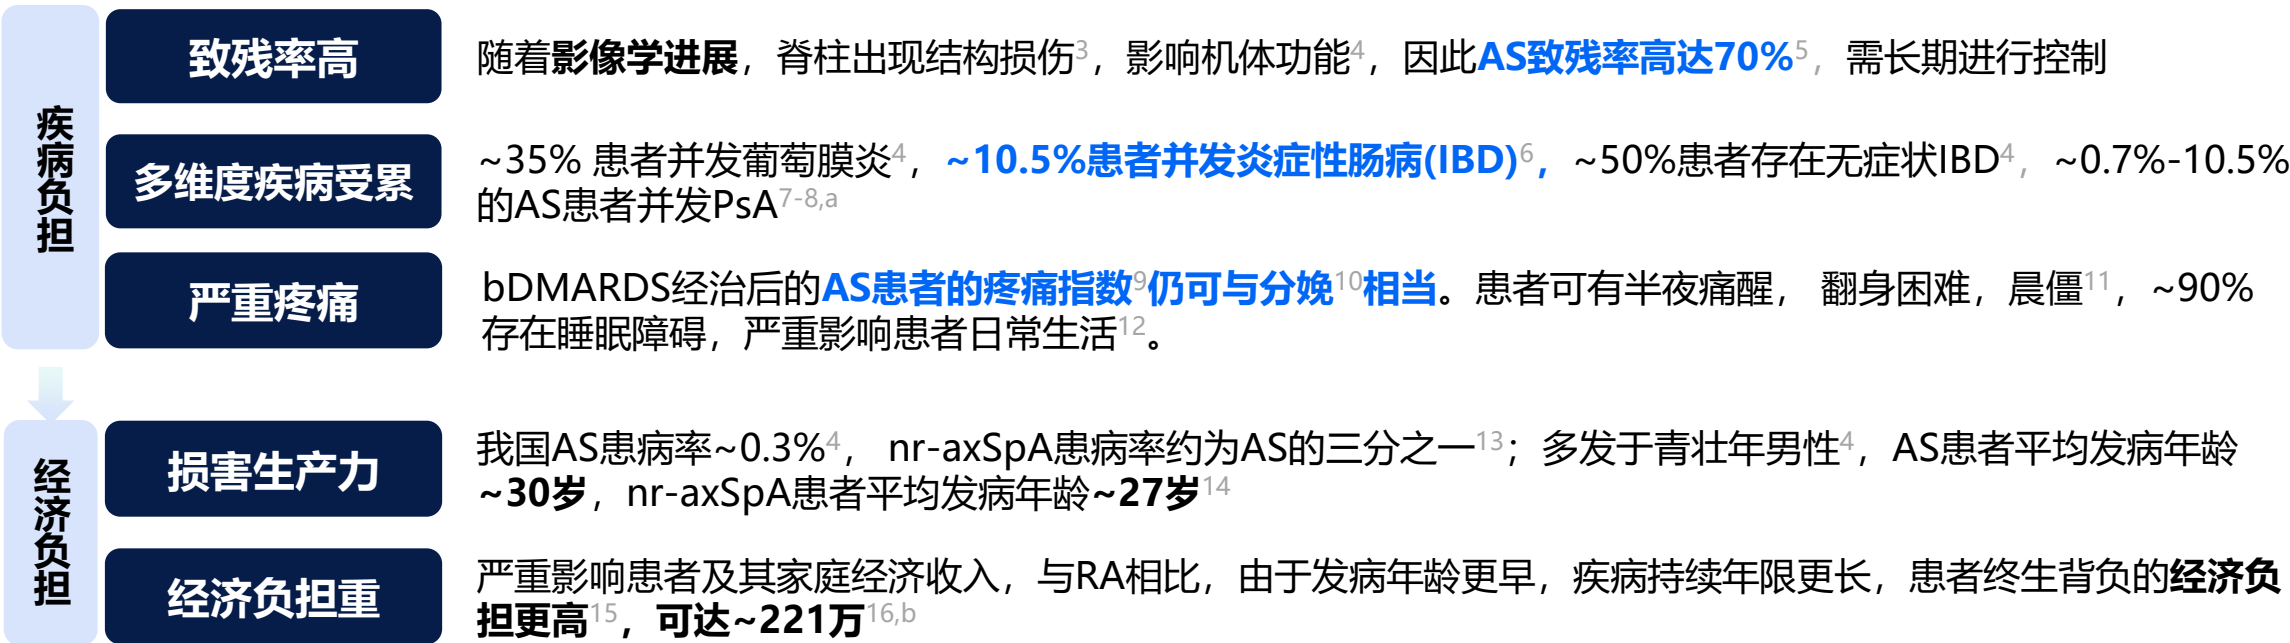 疾病负担
致残率高
随着影像学进展，脊柱出现结构损伤3，影响机体功能4，因此AS致残率高达70%5，需长期进行控制
多维度疾病受累
~35% 患者并发葡萄膜炎4，~10.5%患者并发炎症性肠病(IBD)6，~50%患者存在无症状IBD4，~0.7%-10.5%
的AS患者并发PsA7-8,a
严重疼痛
bDMARDS经治后的AS患者的疼痛指数9仍可与分娩10相当。患者可有半夜痛醒， 翻身困难，晨僵11，~90%
存在睡眠障碍，严重影响患者日常生活12。
经济负担
损害生产力
我国AS患病率~0.3%4， nr-axSpA患病率约为AS的三分之一13；多发于青壮年男性4，AS患者平均发病年龄
~30岁，nr-axSpA患者平均发病年龄~27岁14
经济负担重
严重影响患者及其家庭经济收入，与RA相比，由于发病年龄更早，疾病持续年限更长，患者终生背负的经济负
担更高15，可达~221万16,b